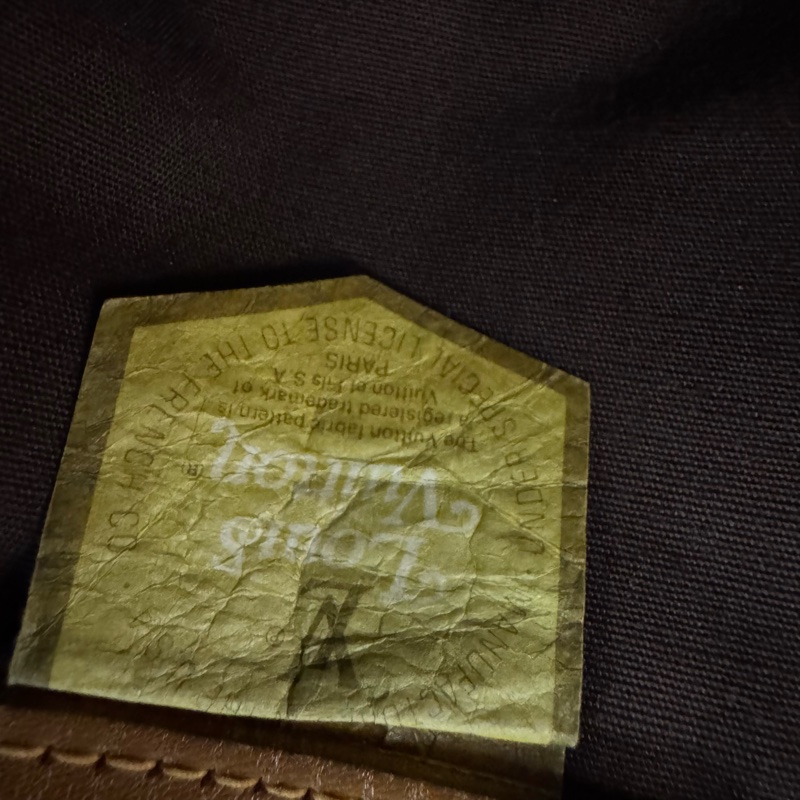 LV
Louis
Vuitton
(R)
The Vuitton fabric pattern is
a registered trademark of
Vuitton et Fils S.A.
PARIS
UNDER SPECIAL LICENSE TO THE FRENCH CO